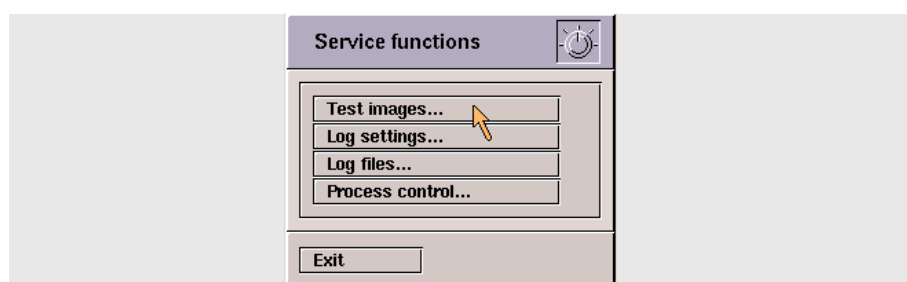 Service functions
Test images...
Log settings...
Log files...
Process control...
Exit